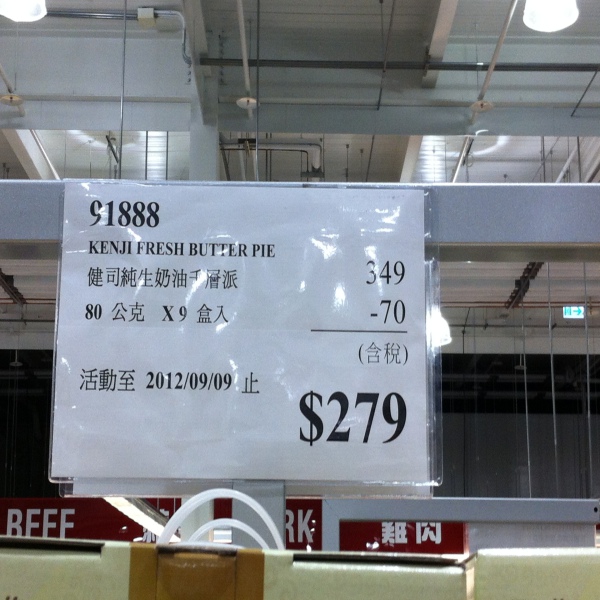 91888
KENJI FRESH BUTTER PIE
健司純生奶油千層派 349
80 公克 X 9 盒入 -70
(含稅)
活動至 2012/09/09 止
$279
BEEF
RK
雞肉